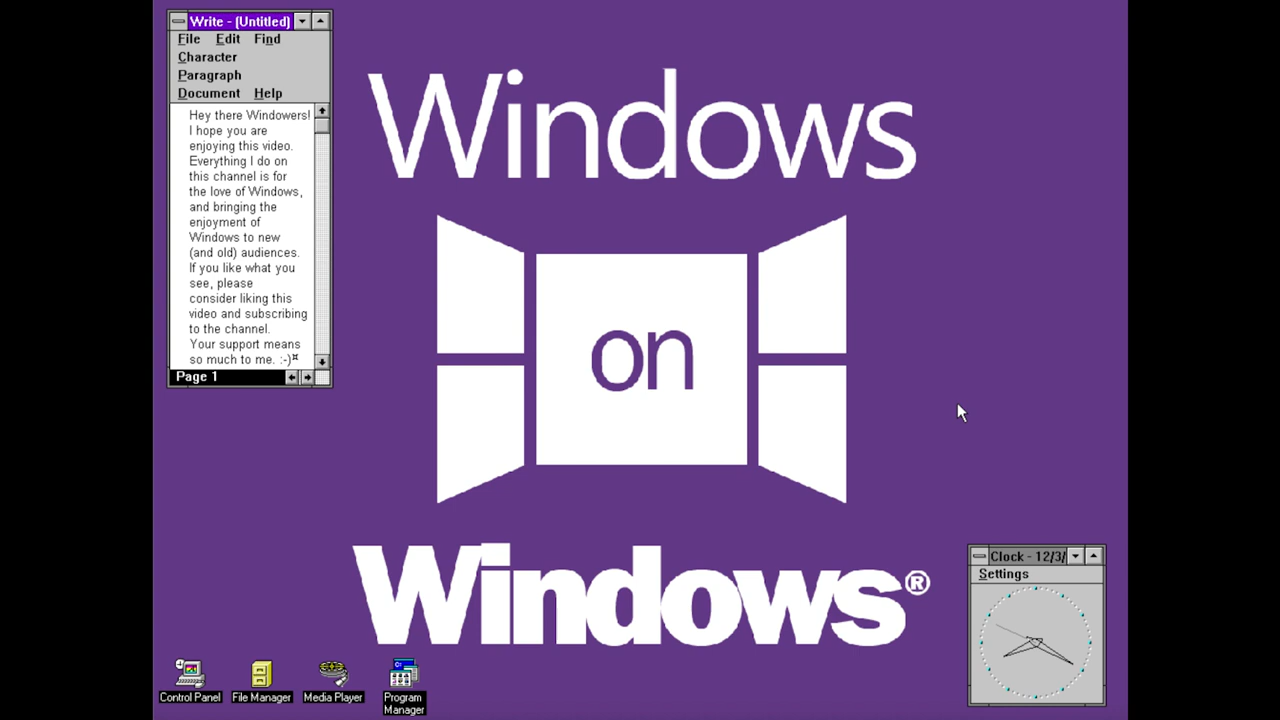 Write - (Untitled)
File Edit Find
Character
Paragraph
Document Help
Hey there Windowers!
I hope you are
enjoying this video.
Everything I do on
this channel is for
the love of Windows,
and bringing the
enjoyment of
Windows to new
(and old) audiences.
If you like what you
see, please
consider liking this
video and subscribing
to the channel.
Your support means
so much to me. :-)¤
Page 1
Windows
on
Windows®
Clock - 12/3/
Settings
Control Panel
File Manager
Media Player
Program
Manager